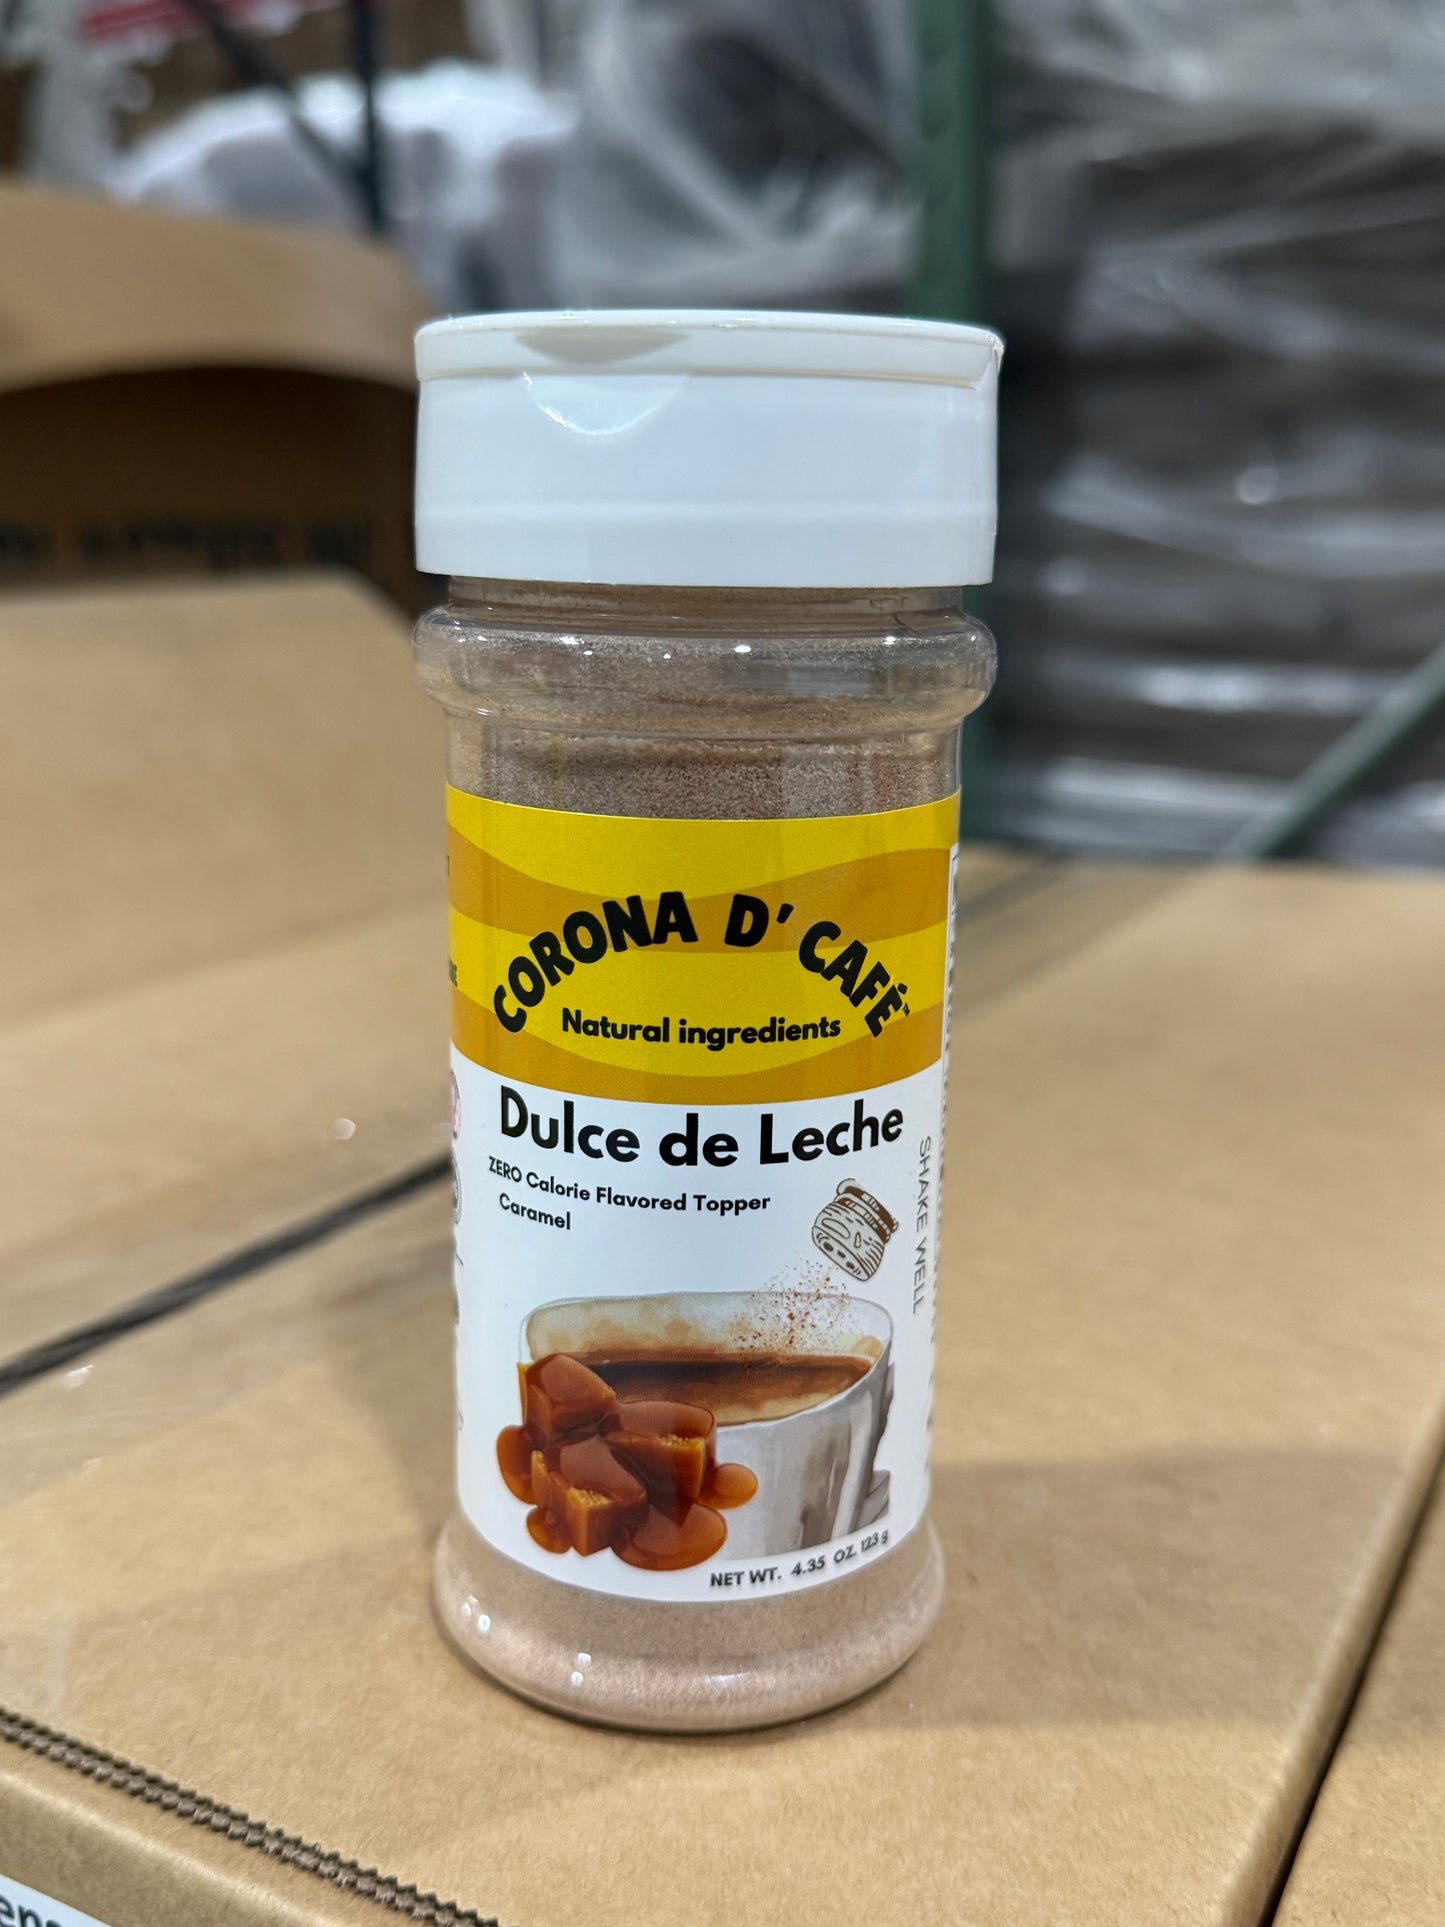 CORONA D' CAFÉ™
Natural ingredients
Dulce de Leche
ZERO Calorie Flavored Topper
Caramel
SHAKE WELL
NET WT. 4.35 OZ. 123 g